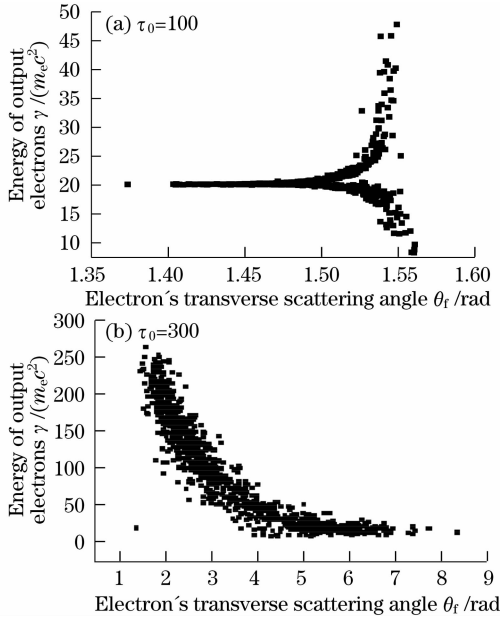 (a) τ₀=100
Energy of output
electrons γ /(mₑc²)
50
45
40
35
30
25
20
15
10
1.35 1.40 1.45 1.50 1.55 1.60
Electron´s transverse scattering angle θf /rad
(b) τ₀=300
Energy of output
electrons γ /(mₑc²)
300
250
200
150
100
50
0
1 2 3 4 5 6 7 8 9
Electron´s transverse scattering angle θf /rad